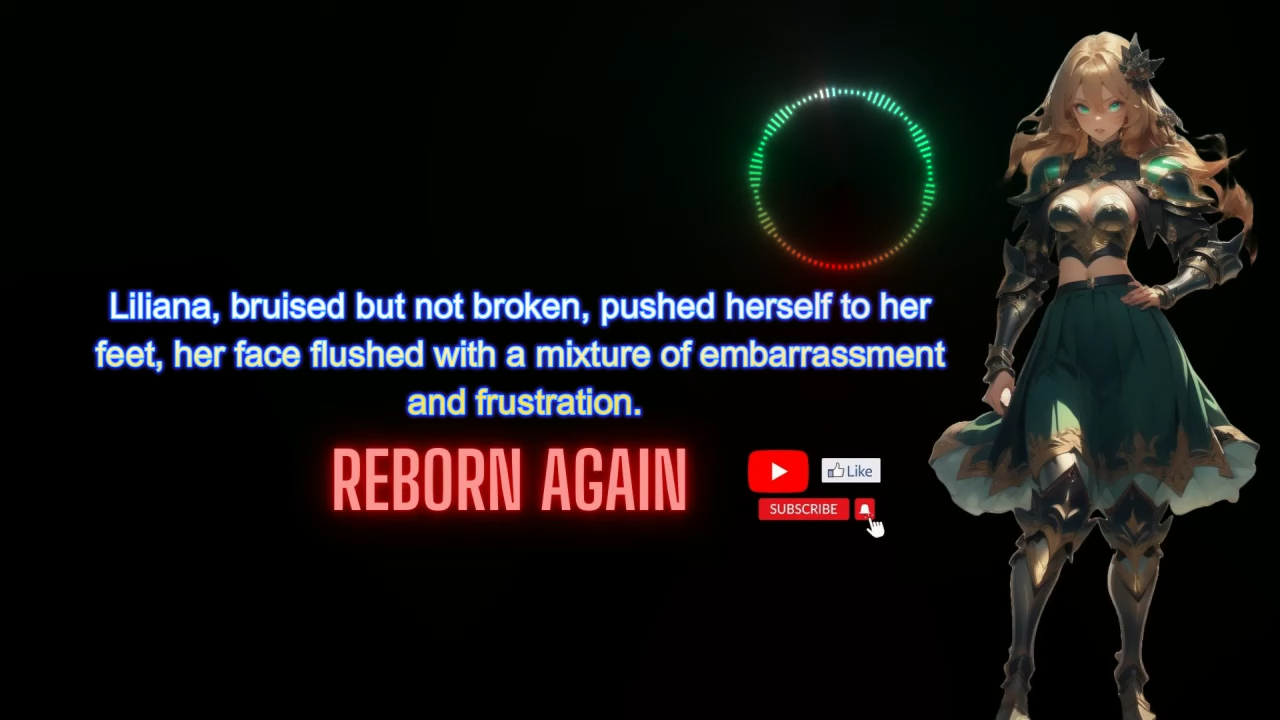 Liliana, bruised but not broken, pushed herself to her
feet, her face flushed with a mixture of embarrassment
and frustration.
REBORN AGAIN
Like
SUBSCRIBE